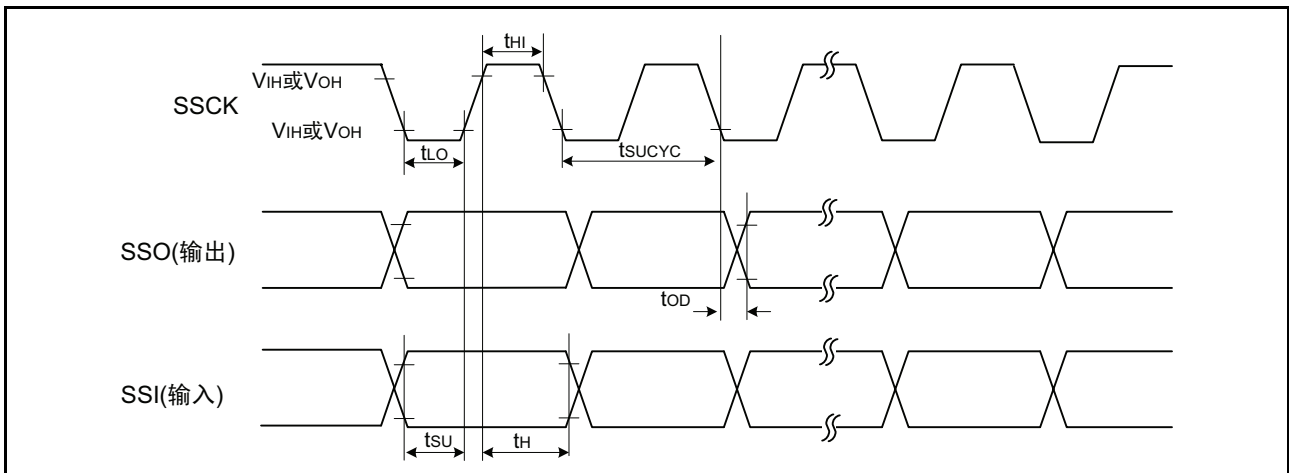 tHI
VIH或VOH
SSCK
VIH或VOH
tLO
tSUCYC
SSO(输出)
tOD
SSI(输入)
tSU
tH